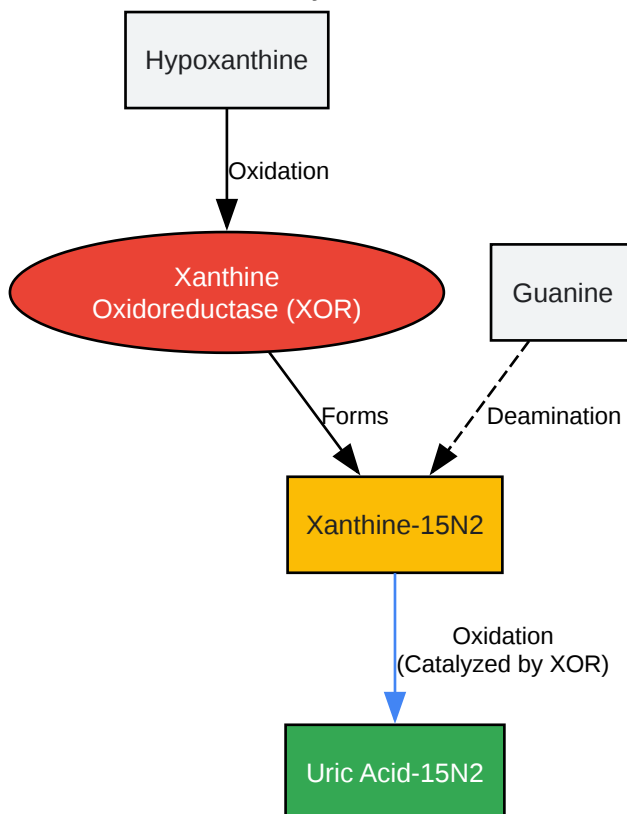 Hypoxanthine
Oxidation
Xanthine
Oxidoreductase (XOR)
Guanine
Forms
Deamination
Xanthine-15N2
Oxidation
(Catalyzed by XOR)
Uric Acid-15N2